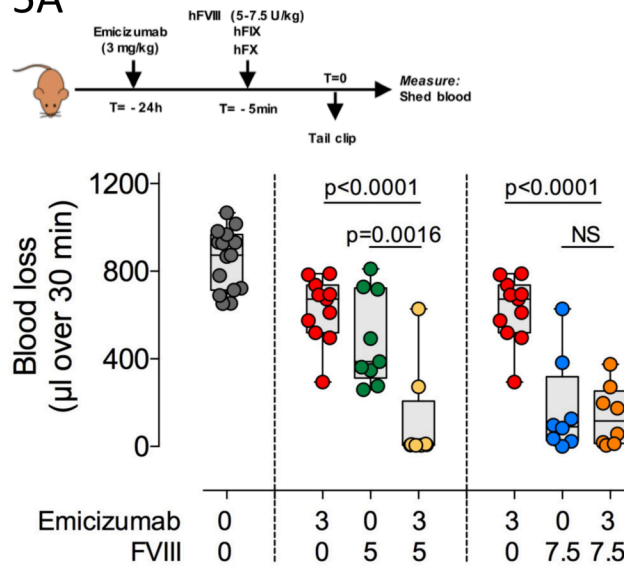 3A
hFVIII (5-7.5 U/kg)
Emicizumab
hFIX
(3 mg/kg)
hFX
T=0
Measure:
Shed blood
T= - 24h
T= - 5min
Tail clip
1200
p<0.0001
p<0.0001
p=0.0016
NS
Blood loss
(µl over 30 min)
800
400
0
Emicizumab 0 3 0 3 3 0 3
FVIII 0 0 5 5 0 7.5 7.5